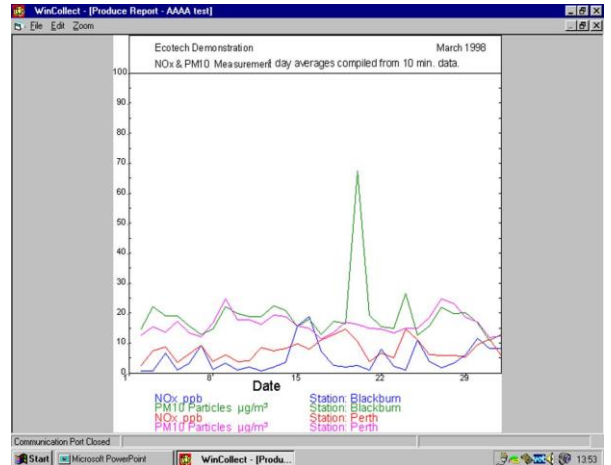 WinCollect - [Produce Report - AAAA test]
File Edit Zoom
Ecotech Demonstration March 1998
NOx & PM10 Measurement day averages compiled from 10 min. data.
100
90
80
70
60
50
40
30
20
10
0
1 8 15 22 29
Date
NOx ppb Station: Blackburn
PM10 Particles µg/m³ Station: Blackburn
NOx ppb Station: Perth
PM10 Particles µg/m³ Station: Perth
Communication Port Closed
Start Microsoft PowerPoint WinCollect - [Produ... 13:53